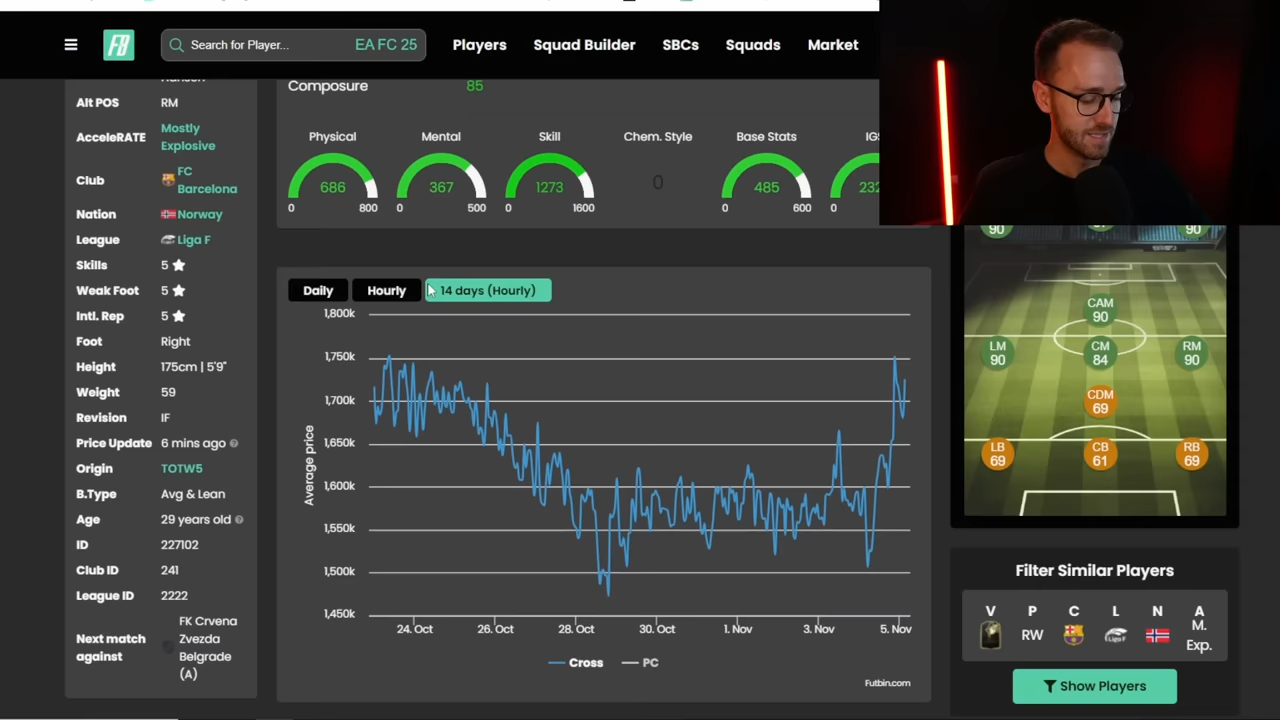 FB
Search for Player...
EA FC 25
Players
Squad Builder
SBCs
Squads
Market
Alt POS
RM
AcceleRATE
Mostly
Explosive
Club
FC
Barcelona
Nation
Norway
League
Liga F
Skills
5
Weak Foot
5
Intl. Rep
5
Foot
Right
Height
175cm | 5'9"
Weight
59
Revision
IF
Price Update
6 mins ago
Origin
TOTW5
B.Type
Avg & Lean
Age
29 years old
ID
227102
Club ID
241
League ID
2222
Next match
against
FK Crvena
Zvezda
Belgrade
(A)
Composure
85
Physical
Mental
Skill
Chem. Style
Base Stats
IGS
686
367
1273
0
485
232
0
800
0
500
0
1600
0
600
0
Daily
Hourly
14 days (Hourly)
1,800k
1,750k
1,700k
1,650k
1,600k
1,550k
1,500k
1,450k
Average price
24. Oct
26. Oct
28. Oct
30. Oct
1. Nov
3. Nov
5. Nov
Cross
PC
Futbin.com
90
90
CAM
90
LM
90
CM
84
RM
90
CDM
69
LB
69
CB
61
RB
69
Filter Similar Players
V
P
C
L
N
A
RW
Liga F
M.
Exp.
Show Players